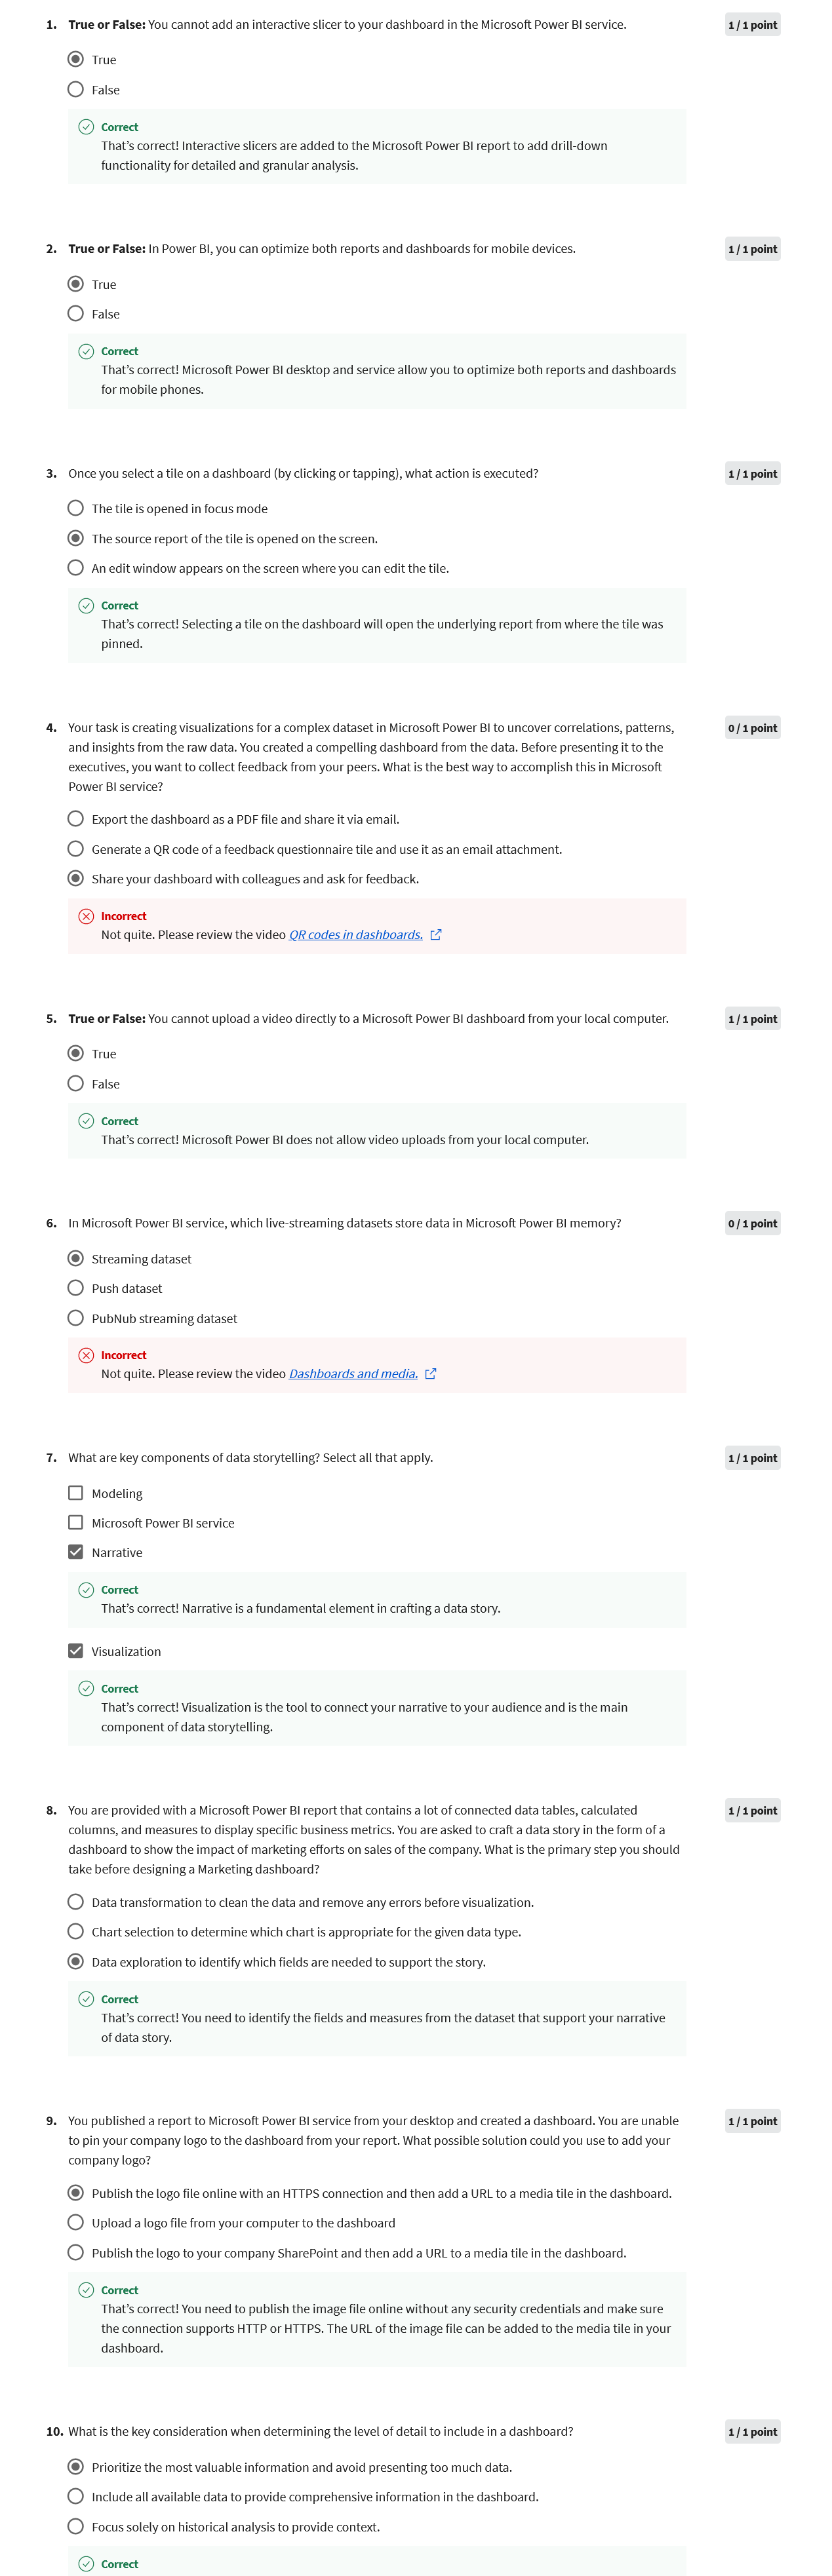 1. True or False: You cannot add an interactive slicer to your dashboard in the Microsoft Power BI service.
1 / 1 point
True
False
Correct
That's correct! Interactive slicers are added to the Microsoft Power BI report to add drill-down
functionality for detailed and granular analysis.
2. True or False: In Power BI, you can optimize both reports and dashboards for mobile devices.
1 / 1 point
True
False
Correct
That's correct! Microsoft Power BI desktop and service allow you to optimize both reports and dashboards
for mobile phones.
3. Once you select a tile on a dashboard (by clicking or tapping), what action is executed?
1 / 1 point
The tile is opened in focus mode
The source report of the tile is opened on the screen.
An edit window appears on the screen where you can edit the tile.
Correct
That's correct! Selecting a tile on the dashboard will open the underlying report from where the tile was
pinned.
4. Your task is creating visualizations for a complex dataset in Microsoft Power BI to uncover correlations, patterns,
0 / 1 point
and insights from the raw data. You created a compelling dashboard from the data. Before presenting it to the
executives, you want to collect feedback from your peers. What is the best way to accomplish this in Microsoft
Power BI service?
Export the dashboard as a PDF file and share it via email.
Generate a QR code of a feedback questionnaire tile and use it as an email attachment.
Share your dashboard with colleagues and ask for feedback.
Incorrect
Not quite. Please review the video QR codes in dashboards.
5. True or False: You cannot upload a video directly to a Microsoft Power BI dashboard from your local computer.
1 / 1 point
True
False
Correct
That's correct! Microsoft Power BI does not allow video uploads from your local computer.
6. In Microsoft Power BI service, which live-streaming datasets store data in Microsoft Power BI memory?
0 / 1 point
Streaming dataset
Push dataset
PubNub streaming dataset
Incorrect
Not quite. Please review the video Dashboards and media.
7. What are key components of data storytelling? Select all that apply.
1 / 1 point
Modeling
Microsoft Power BI service
Narrative
Correct
That's correct! Narrative is a fundamental element in crafting a data story.
Visualization
Correct
That's correct! Visualization is the tool to connect your narrative to your audience and is the main
component of data storytelling.
8. You are provided with a Microsoft Power BI report that contains a lot of connected data tables, calculated
1 / 1 point
columns, and measures to display specific business metrics. You are asked to craft a data story in the form of a
dashboard to show the impact of marketing efforts on sales of the company. What is the primary step you should
take before designing a Marketing dashboard?
Data transformation to clean the data and remove any errors before visualization.
Chart selection to determine which chart is appropriate for the given data type.
Data exploration to identify which fields are needed to support the story.
Correct
That's correct! You need to identify the fields and measures from the dataset that support your narrative
of data story.
9. You published a report to Microsoft Power BI service from your desktop and created a dashboard. You are unable
1 / 1 point
to pin your company logo to the dashboard from your report. What possible solution could you use to add your
company logo?
Publish the logo file online with an HTTPS connection and then add a URL to a media tile in the dashboard.
Upload a logo file from your computer to the dashboard
Publish the logo to your company SharePoint and then add a URL to a media tile in the dashboard.
Correct
That's correct! You need to publish the image file online without any security credentials and make sure
the connection supports HTTP or HTTPS. The URL of the image file can be added to the media tile in your
dashboard.
10. What is the key consideration when determining the level of detail to include in a dashboard?
1 / 1 point
Prioritize the most valuable information and avoid presenting too much data.
Include all available data to provide comprehensive information in the dashboard.
Focus solely on historical analysis to provide context.
Correct